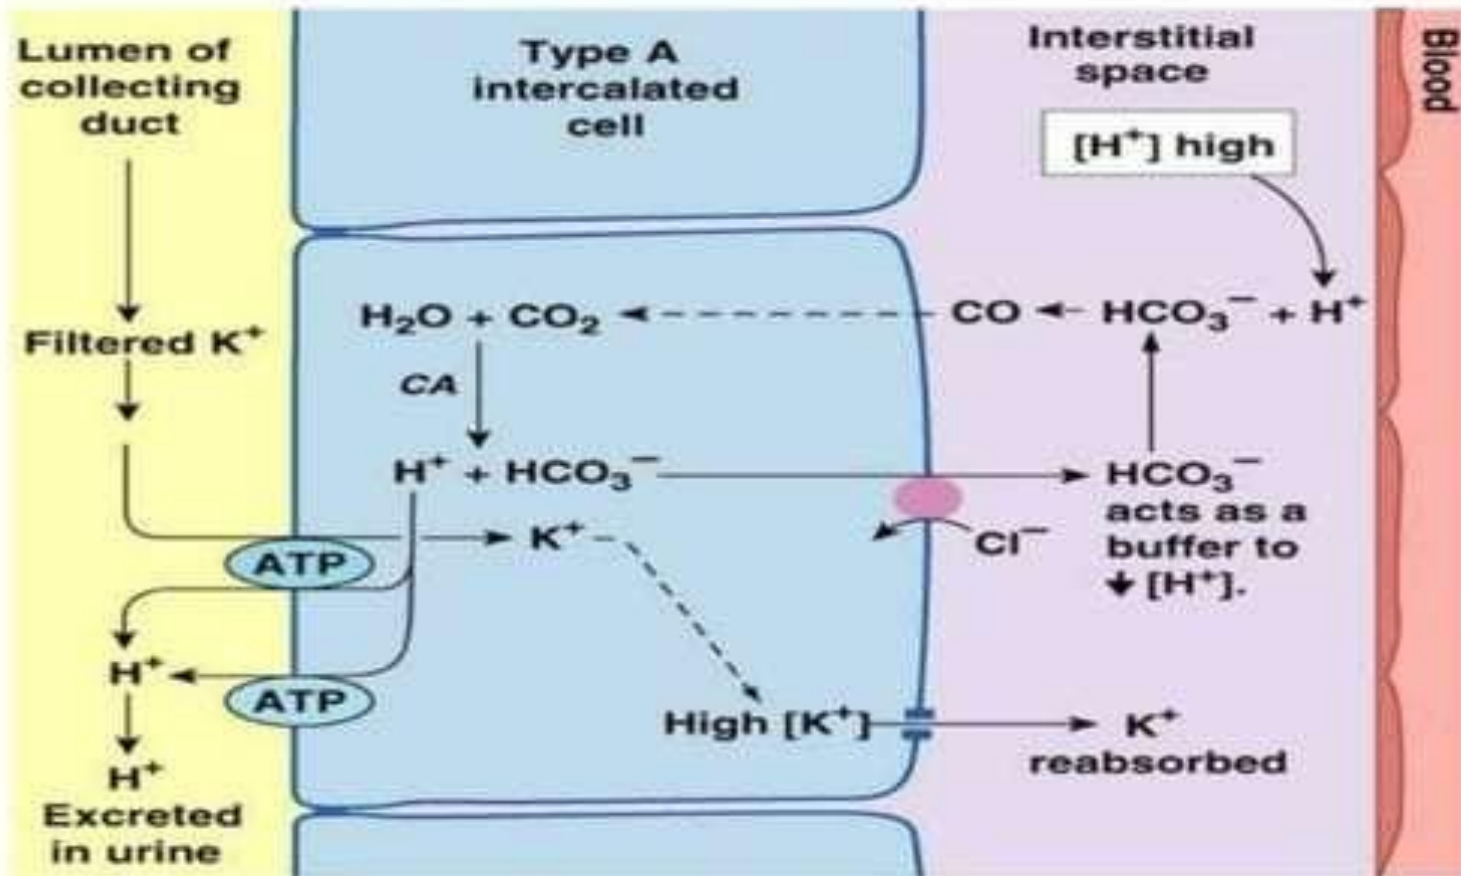 Lumen of
collecting
duct
Type A
intercalated
cell
Interstitial
space
Blood
[H⁺] high
Filtered K⁺
H₂O + CO₂
CO
HCO₃⁻ + H⁺
CA
H⁺ + HCO₃⁻
HCO₃⁻
acts as a
buffer to
↓ [H⁺].
Cl⁻
K⁺
ATP
H⁺
ATP
High [K⁺]
K⁺
reabsorbed
H⁺
Excreted
in urine